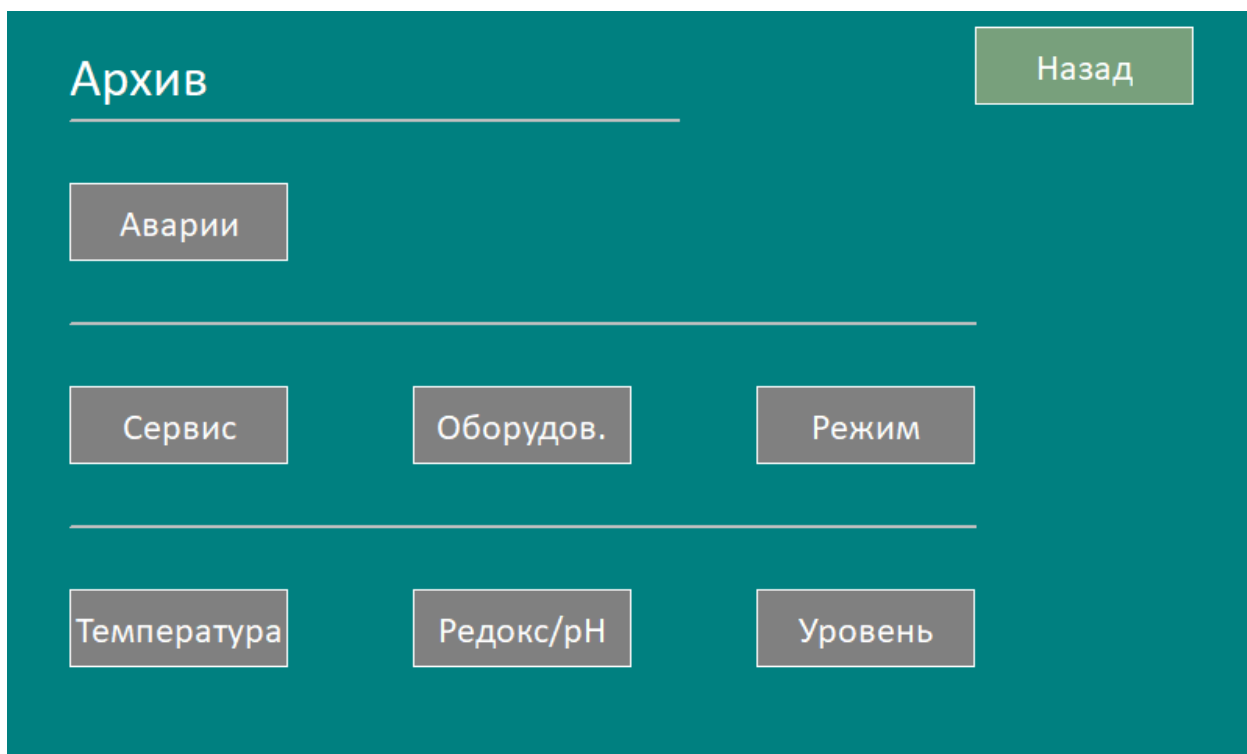 Архив
Назад
Аварии
Сервис
Оборудов.
Режим
Температура
Редокс/pH
Уровень